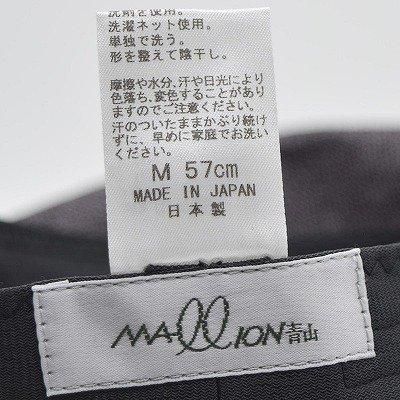 洗剤を使用。
洗濯ネット使用。
単独で洗う。
形を整えて陰干し。
摩擦や水分、汗や日光により
色落ち、変色することがあり
ますのでご注意ください。
汗のついたままかぶり続け
ずに、早めに家庭でお洗い
M 57cm
MADE IN JAPAN
日本製
MALLION青山